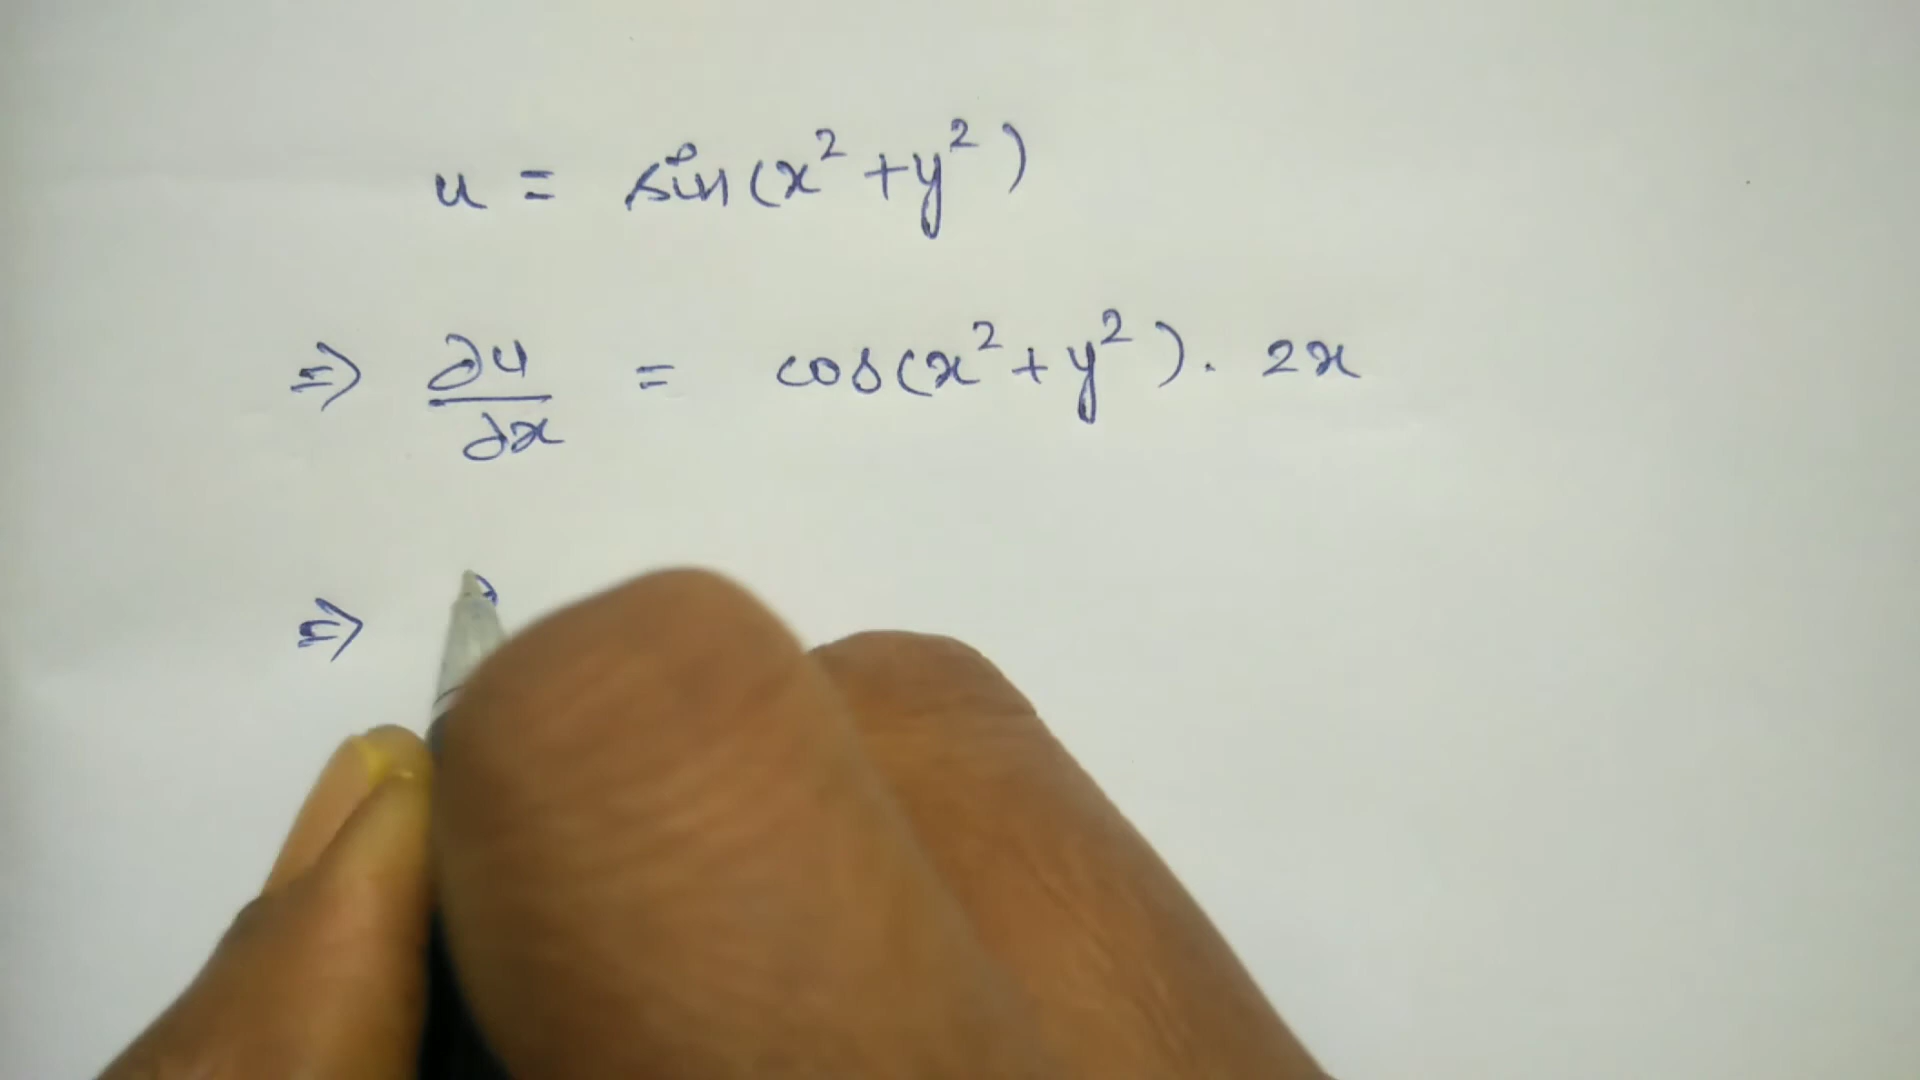 u = sin(x² + y²)
⇒ ∂u/∂x = cos(x² + y²). 2x
⇒ ∂